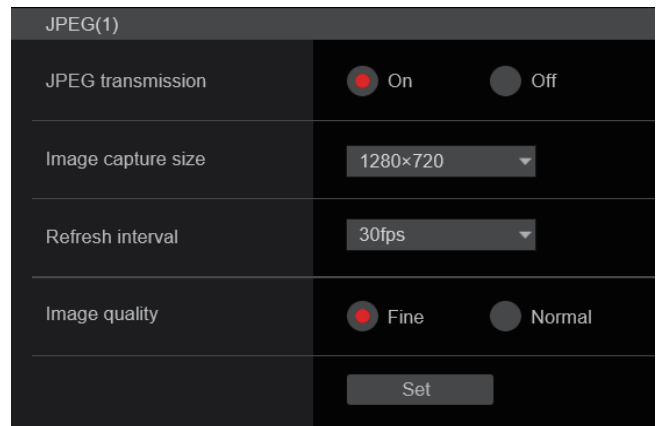 JPEG(1)
JPEG transmission On Off
Image capture size 1280×720
Refresh interval 30fps
Image quality Fine Normal
Set